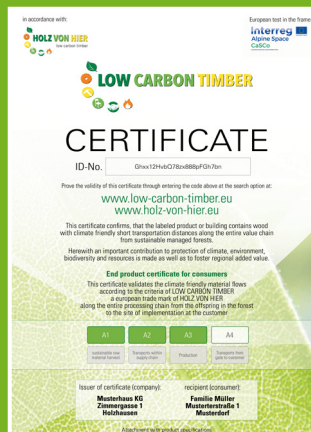 in accordance with:
European test in the frame
HOLZ VON HIER
low carbon timber
Interreg
Alpine Space
CaSCo
LOW CARBON TIMBER
CERTIFICATE
ID-No. Ghxx12HvbQ78zx888pFGh7bn
Prove the validity of this certificate through entering the code above at the search option at:
www.low-carbon-timber.eu
www.holz-von-hier.eu
This certificate confirms, that the labeled product or building contains wood
with climate friendly short transportation distances along the entire value chain
from sustainable managed forests.
Herewith an important contribution to protection of climate, environment,
biodiversity and resources is made as well as to foster regional added value.
End product certificate for consumers
This certificate validates the climate friendly material flows
according to the criteria of LOW CARBON TIMBER
a european trade mark of HOLZ VON HIER
along the entire processing chain from the offspring in the forest
to the site of implementation at the customer
A1 A2 A3 A4
sustainable raw
material harvest
Transports within
supply chain
Production
Transports from
gate to customer
Issuer of certificate (company):
Musterhaus KG
Zimmergasse 1
Holzhausen
recipient (consumer):
Familie Müller
Musterterstraße 1
Musterdorf
Attachment with product specifications